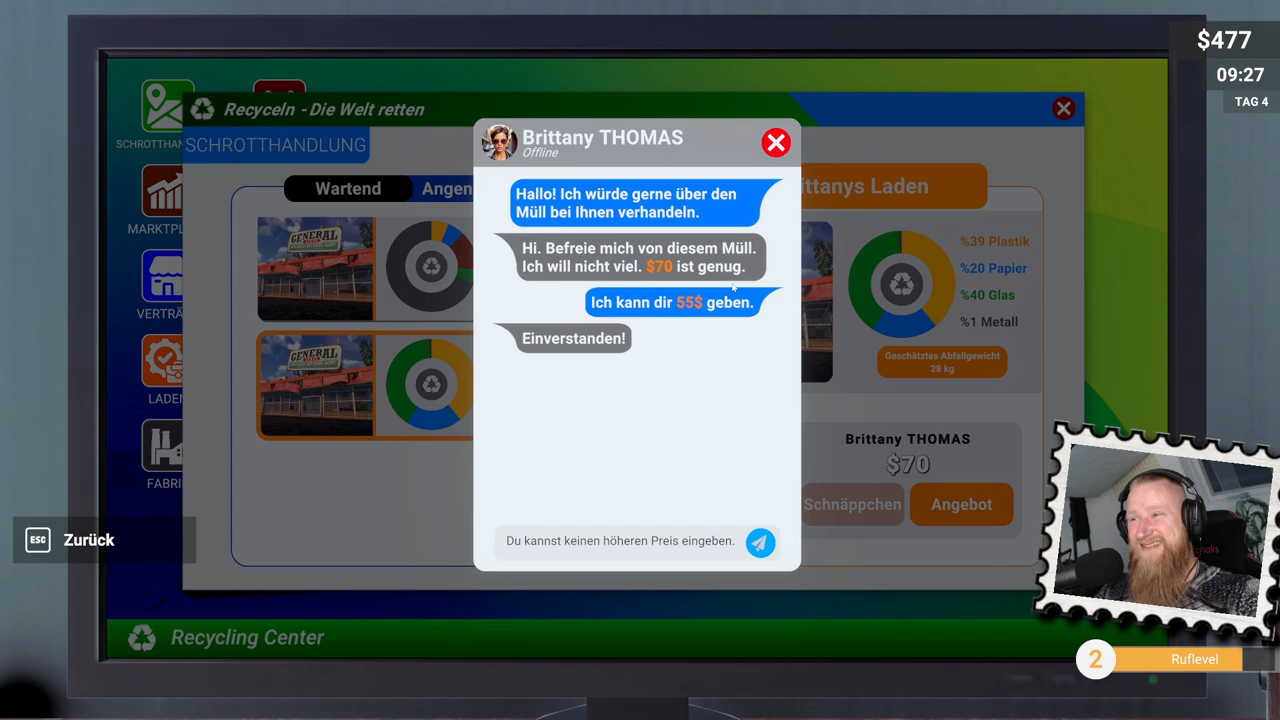 $477
09:27
TAG 4
Recyceln - Die Welt retten
SCHROTTHAN
SCHROTTHANDLUNG
Wartend
Angen
GENERAL
GENERAL
MARKTPL
VERTRÄ
LADEN
FABRI
Brittany THOMAS
Offline
Hallo! Ich würde gerne über den
Müll bei Ihnen verhandeln.
Hi. Befreie mich von diesem Müll.
Ich will nicht viel. $70 ist genug.
Ich kann dir 55$ geben.
Einverstanden!
Du kannst keinen höheren Preis eingeben.
ittanys Laden
%39 Plastik
%20 Papier
%40 Glas
%1 Metall
Geschätztes Abfallgewicht
28 kg
Brittany THOMAS
$70
Schnäppchen
Angebot
ESC Zurück
Recycling Center
2
Ruflevel